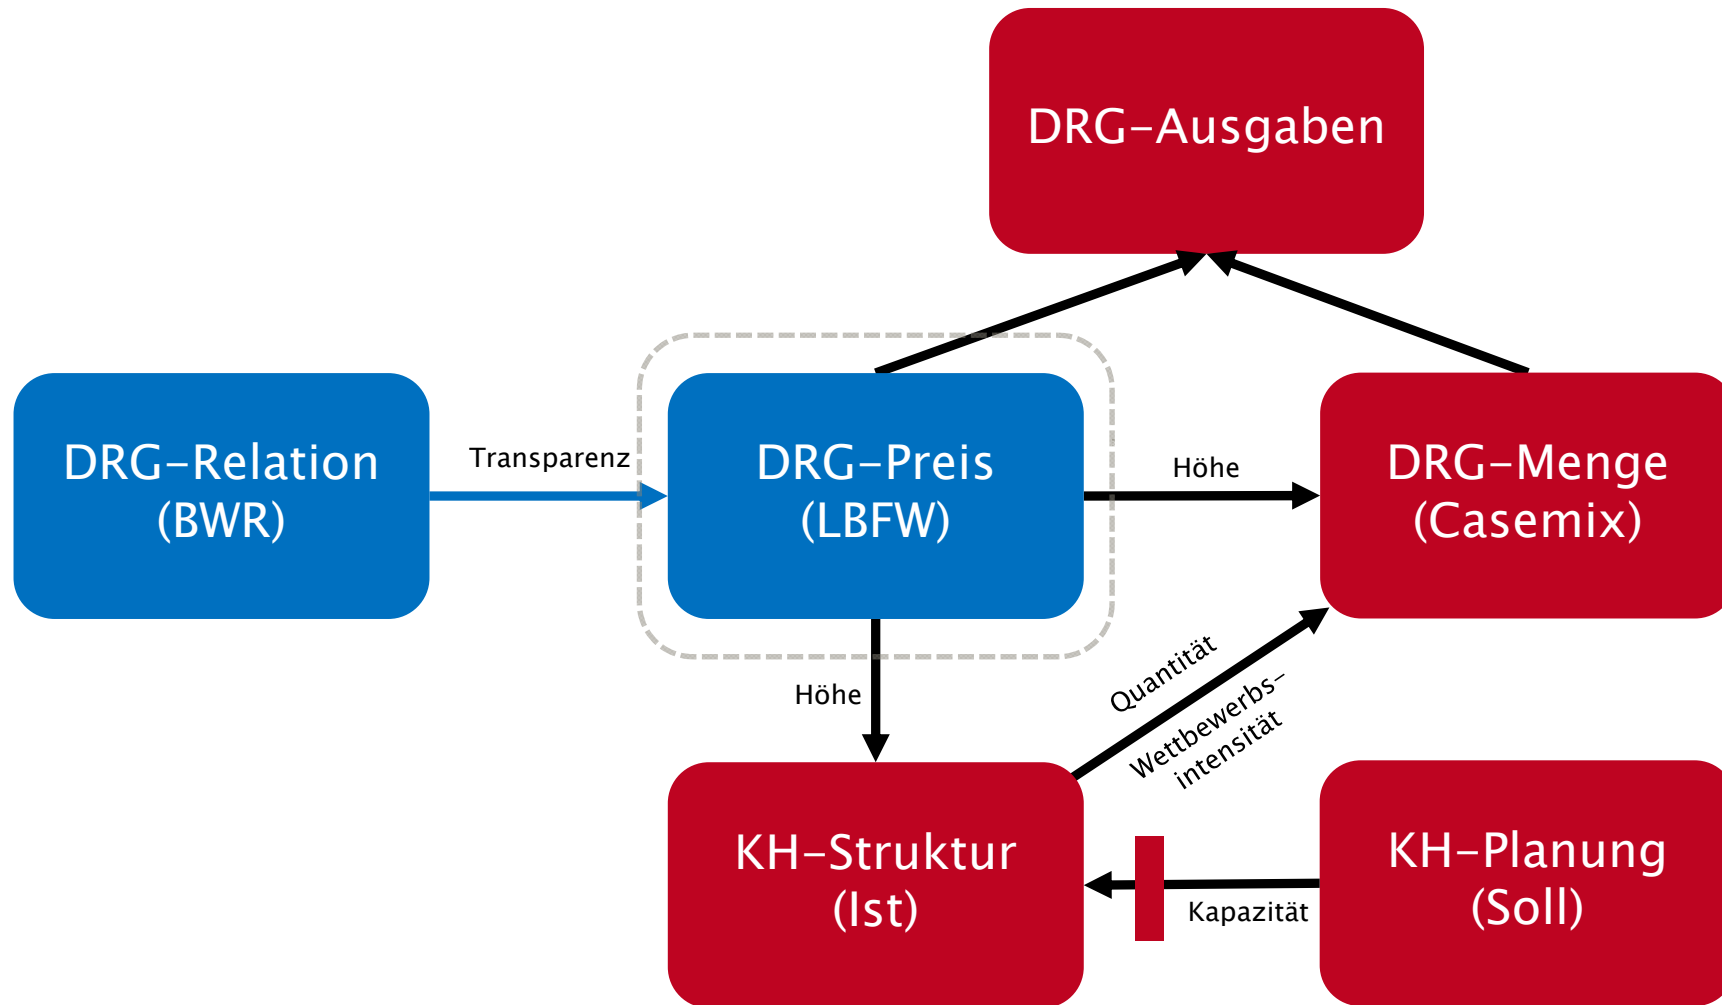 DRG-Ausgaben
DRG-Relation
(BWR)
Transparenz
DRG-Preis
(LBFW)
Höhe
DRG-Menge
(Casemix)
Höhe
Quantität
Wettbewerbs-
intensität
KH-Struktur
(Ist)
Kapazität
KH-Planung
(Soll)